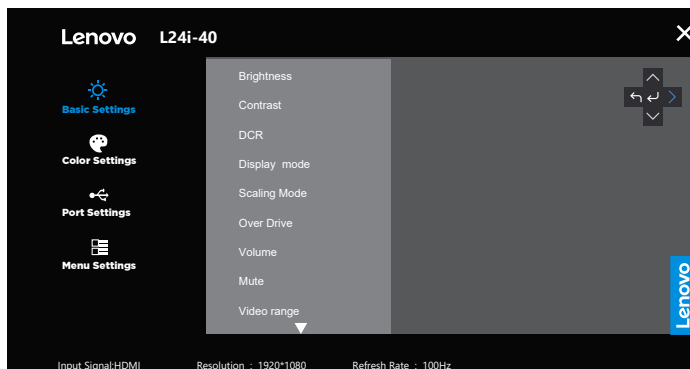 Lenovo L24i-40
Basic Settings
Color Settings
Port Settings
Menu Settings
Brightness
Contrast
DCR
Display mode
Scaling Mode
Over Drive
Volume
Mute
Video range
Lenovo
Input Signal:HDMI Resolution : 1920*1080 Refresh Rate : 100Hz